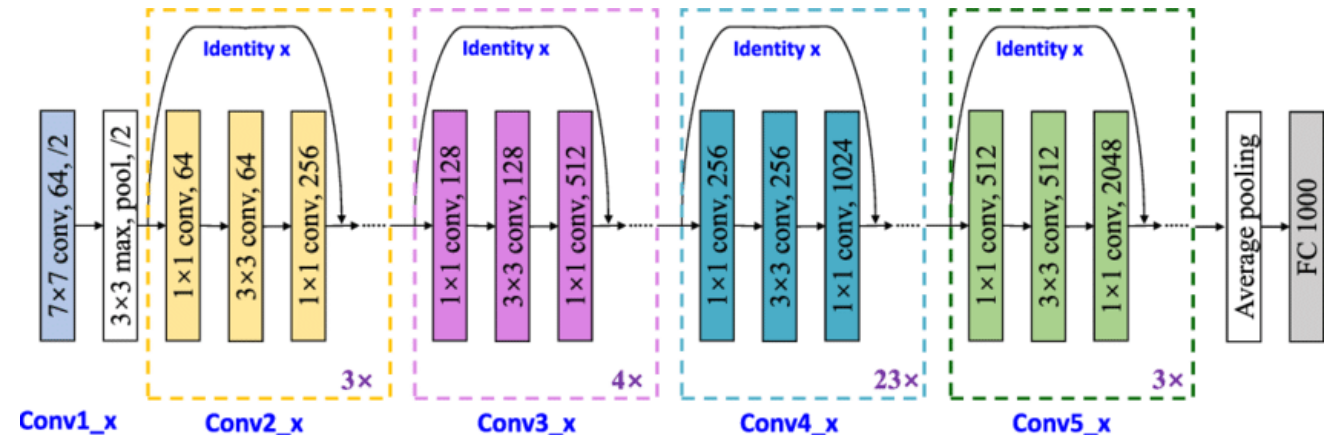 Identity x
Identity x
Identity x
Identity x
7×7 conv, 64, /2
3×3 max, pool, /2
1×1 conv, 64
3×3 conv, 64
1×1 conv, 256
1×1 conv, 128
3×3 conv, 128
1×1 conv, 512
1×1 conv, 256
3×3 conv, 256
1×1 conv, 1024
1×1 conv, 512
3×3 conv, 512
1×1 conv, 2048
Average pooling
FC 1000
3×
4×
23×
3×
Conv1_x
Conv2_x
Conv3_x
Conv4_x
Conv5_x